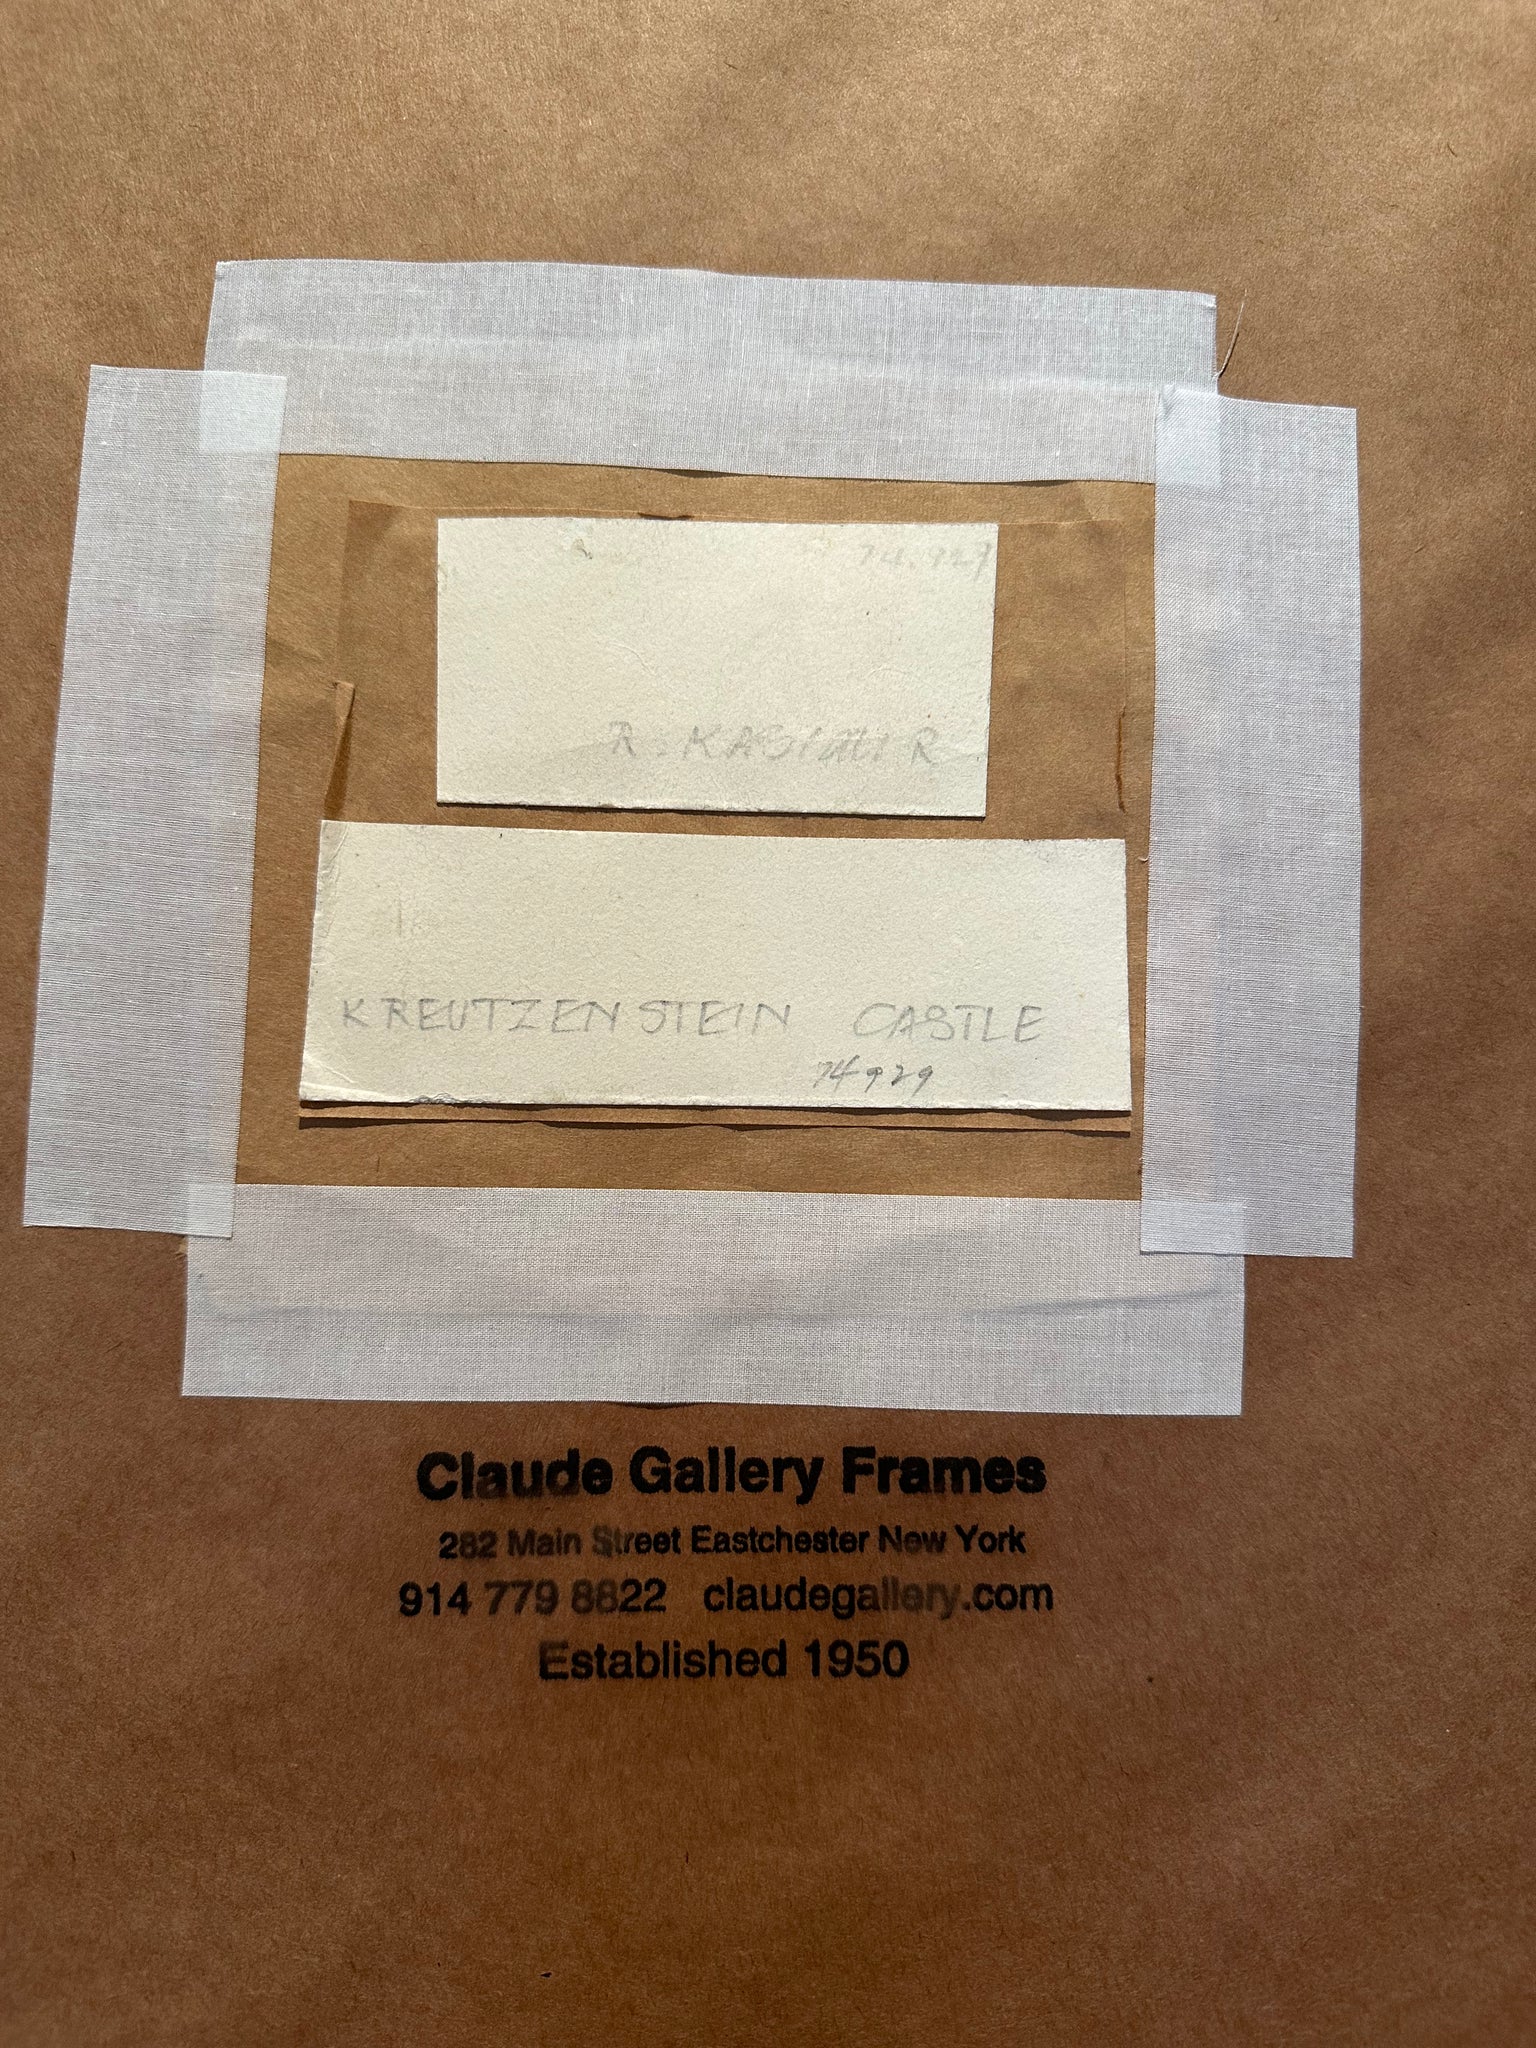 74.929
R. KASIMIR
KREUTZENSTEIN CASTLE
74929
Claude Gallery Frames
282 Main Street Eastchester New York
914 779 8822 claudegallery.com
Established 1950